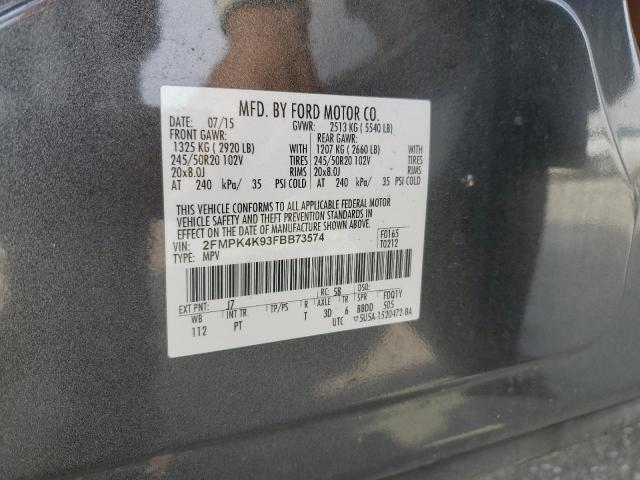 MFD. BY FORD MOTOR CO.
DATE: 07/15 GVWR: 2513 KG ( 5540 LB)
FRONT GAWR: REAR GAWR:
1325 KG ( 2920 LB) WITH 1207 KG ( 2660 LB) WITH
245/50R20 102V TIRES 245/50R20 102V TIRES
20x8.0J RIMS 20x8.0J RIMS
AT 240 kPa/ 35 PSI COLD AT 240 kPa/ 35 PSI COLD
THIS VEHICLE CONFORMS TO ALL APPLICABLE FEDERAL MOTOR
VEHICLE SAFETY AND THEFT PREVENTION STANDARDS IN
EFFECT ON THE DATE OF MANUFACTURE SHOWN ABOVE.
VIN: 2FMPK4K93FBB73574 F0165
TYPE: MPV T0212
EXT PNT: J7 RC: 58 DSO:
WB INT TR TP/PS R AXLE TR SPR FDQTY
112 PT T 3D 6 BBDD 505
UTC ▽5U5A-1520472-BA